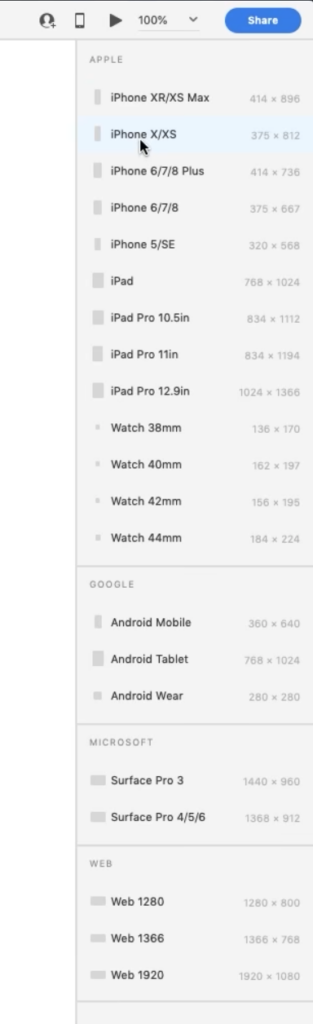 100%
Share
APPLE
iPhone XR/XS Max 414 × 896
iPhone X/XS 375 × 812
iPhone 6/7/8 Plus 414 × 736
iPhone 6/7/8 375 × 667
iPhone 5/SE 320 × 568
iPad 768 × 1024
iPad Pro 10.5in 834 × 1112
iPad Pro 11in 834 × 1194
iPad Pro 12.9in 1024 × 1366
Watch 38mm 136 × 170
Watch 40mm 162 × 197
Watch 42mm 156 × 195
Watch 44mm 184 × 224
GOOGLE
Android Mobile 360 × 640
Android Tablet 768 × 1024
Android Wear 280 × 280
MICROSOFT
Surface Pro 3 1440 × 960
Surface Pro 4/5/6 1368 × 912
WEB
Web 1280 1280 × 800
Web 1366 1366 × 768
Web 1920 1920 × 1080